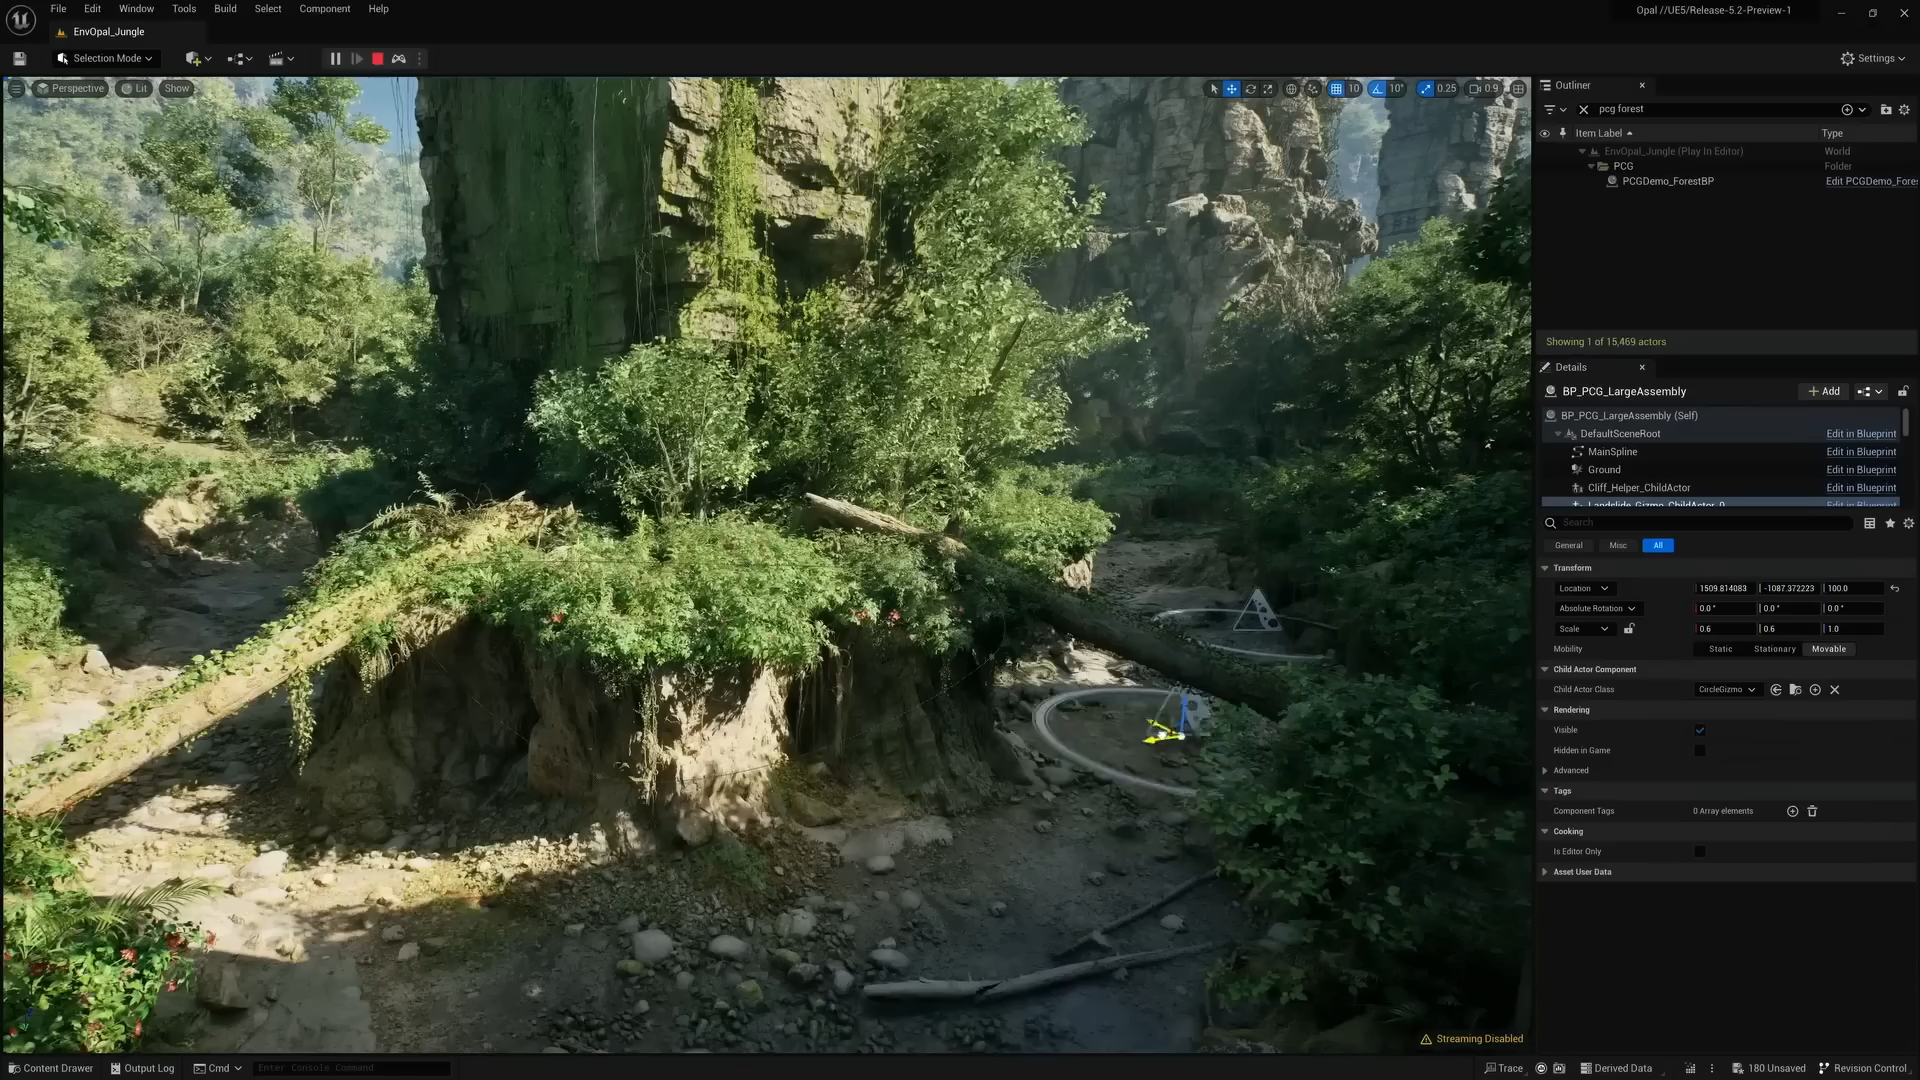 File Edit Window Tools Build Select Component Help
Opal //UE5/Release-5.2-Preview-1
EnvOpal_Jungle
Selection Mode
Settings
Perspective Lit Show
10 10° 0.25 0.9
Outliner
pcg forest
Item Label Type
EnvOpal_Jungle (Play In Editor) World
PCG Folder
PCGDemo_ForestBP Edit PCGDemo_Fores
Showing 1 of 15,469 actors
Details
BP_PCG_LargeAssembly
Add
BP_PCG_LargeAssembly (Self)
DefaultSceneRoot Edit in Blueprint
MainSpline Edit in Blueprint
Ground Edit in Blueprint
Cliff_Helper_ChildActor Edit in Blueprint
Landslide_Gizmo_ChildActor_0 Edit in Blueprint
Search
General Misc All
Transform
Location 1509.814083 -1087.372223 100.0
Absolute Rotation 0.0° 0.0° 0.0°
Scale 0.6 0.6 1.0
Mobility Static Stationary Movable
Child Actor Component
Child Actor Class CircleGizmo
Rendering
Visible
Hidden in Game
Advanced
Tags
Component Tags 0 Array elements
Cooking
Is Editor Only
Asset User Data
Streaming Disabled
Content Drawer Output Log Cmd Enter Console Command
Trace Derived Data 180 Unsaved Revision Control